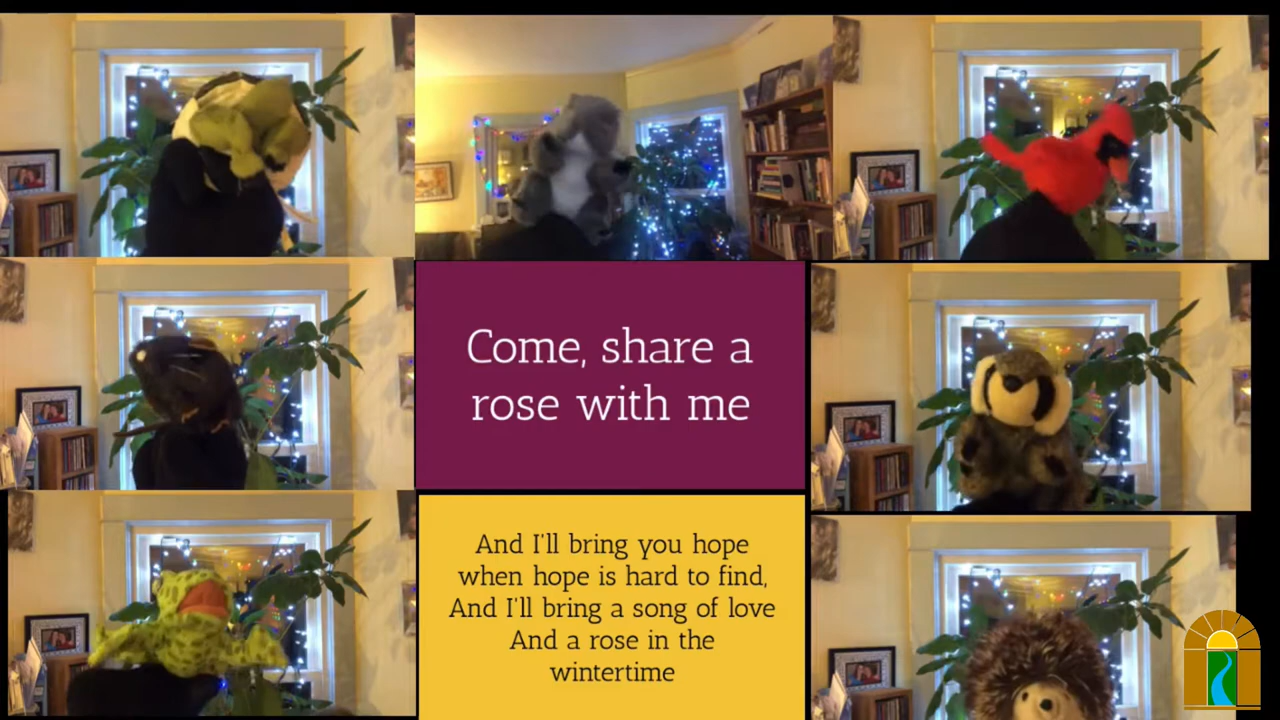 Come, share a
rose with me
And I'll bring you hope
when hope is hard to find,
And I'll bring a song of love
And a rose in the
wintertime